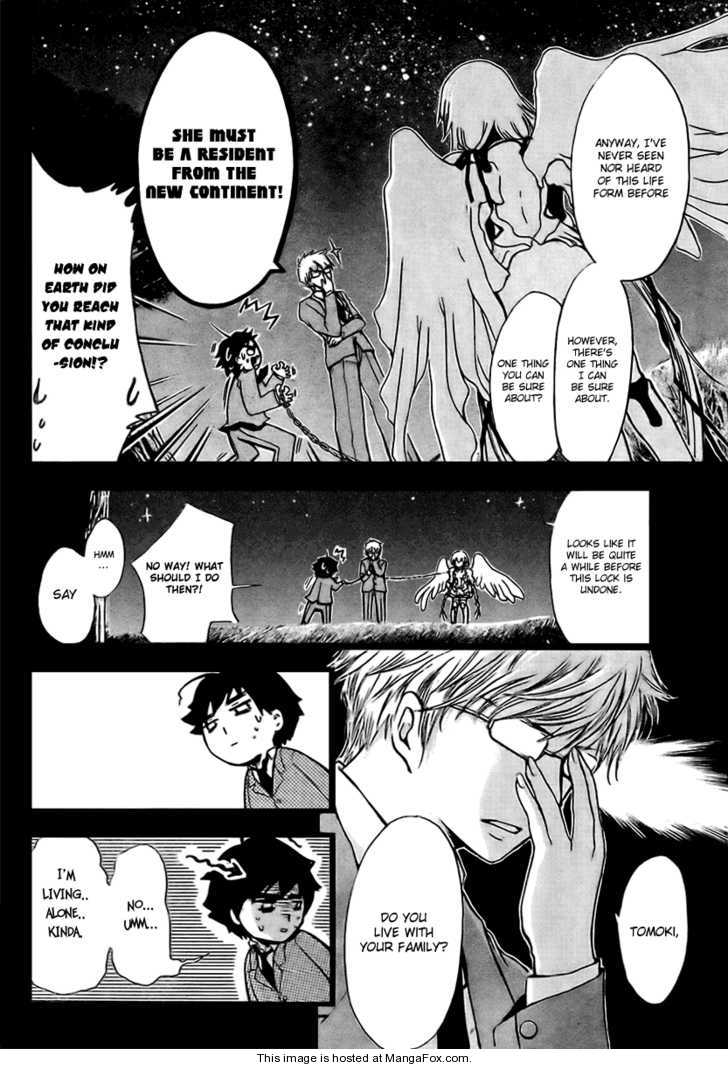 ANYWAY, I'VE
NEVER SEEN
NOR HEARD
OF THIS LIFE
FORM BEFORE
HOWEVER,
THERE'S
ONE THING
I CAN
BE SURE
ABOUT.
ONE THING
YOU CAN
BE SURE
ABOUT?
SHE MUST
BE A RESIDENT
FROM THE
NEW CONTINENT!
HOW ON
EARTH DID
YOU REACH
THAT KIND
OF CONCLU
-SION!?
LOOKS LIKE IT
WILL BE QUITE
A WHILE BEFORE
THIS LOCK IS
UNDONE.
NO WAY! WHAT
SHOULD I DO
THEN?!
HMM
...
SAY
TOMOKI,
DO YOU
LIVE WITH
YOUR FAMILY?
NO...
UMM...
I'M
LIVING..
ALONE..
KINDA.
This image is hosted at MangaFox.com.